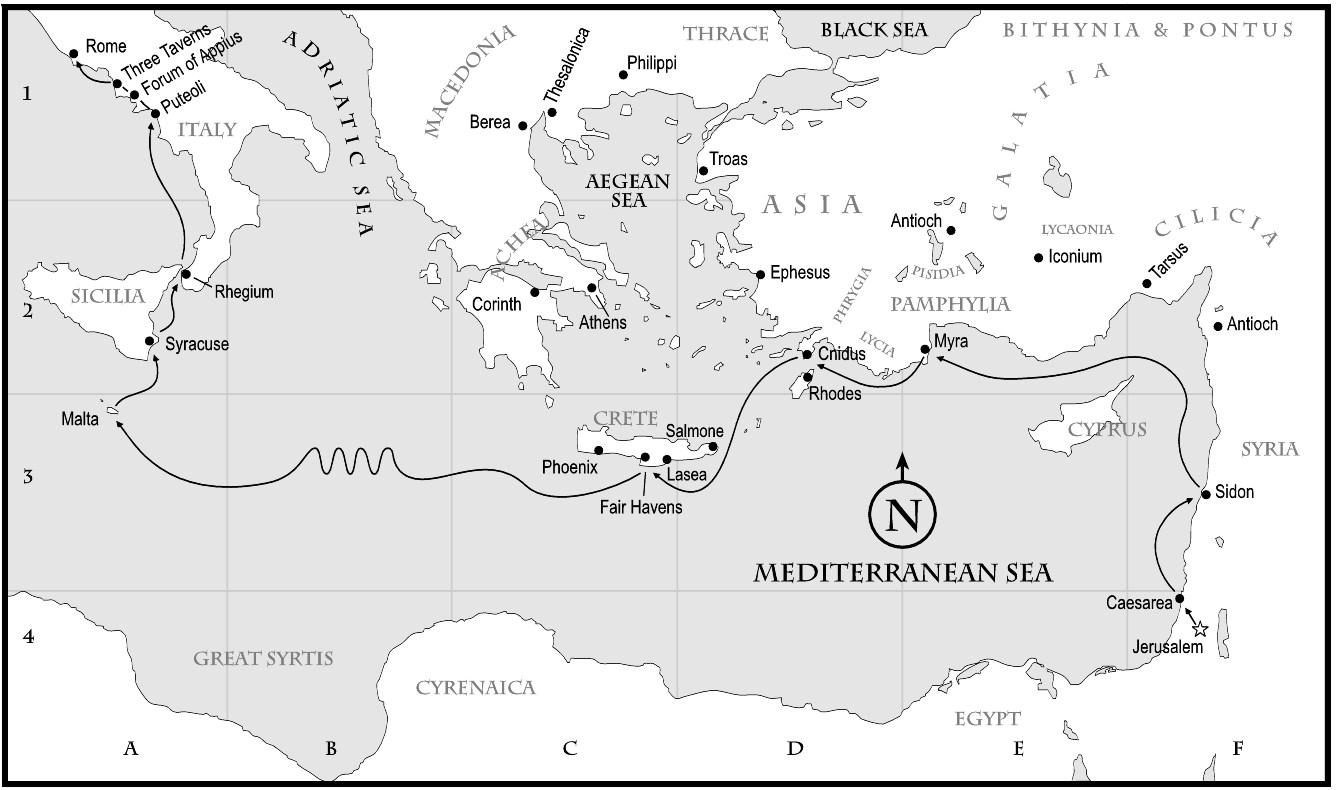 Rome
Three Taverns
Forum of Appius
Puteoli
ITALY
ADRIATIC SEA
MACEDONIA
Thesalonica
Berea
Philippi
THRACE
BLACK SEA
BITHYNIA & PONTUS
GALATIA
1
Troas
AEGEAN
SEA
ASIA
Antioch
LYCAONIA
Iconium
CILICIA
Tarsus
ACHEA
Ephesus
PISIDIA
PHRYGIA
PAMPHYLIA
SICILIA
Rhegium
2
Corinth
Athens
Syracuse
Antioch
LYCIA
Myra
Cnidus
Rhodes
Malta
CRETE
Salmone
CYPRUS
SYRIA
Phoenix
Lasea
3
Fair Havens
N
Sidon
MEDITERRANEAN SEA
Caesarea
4
Jerusalem
GREAT SYRTIS
CYRENAICA
EGYPT
A
B
C
D
E
F